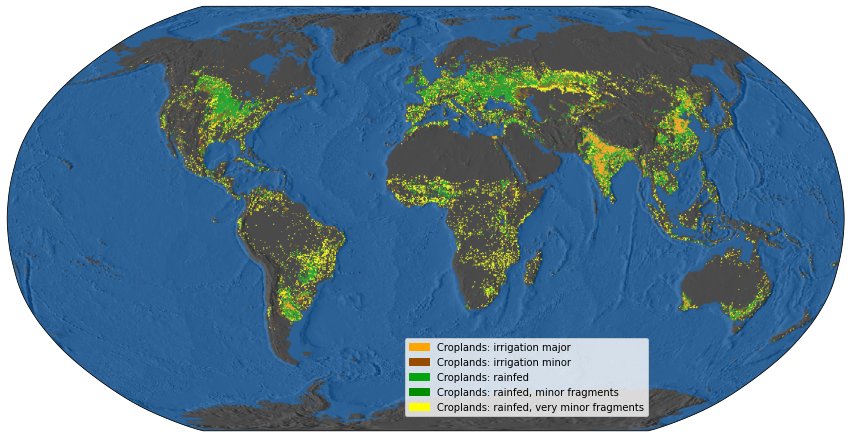 Croplands: irrigation major
Croplands: irrigation minor
Croplands: rainfed
Croplands: rainfed, minor fragments
Croplands: rainfed, very minor fragments